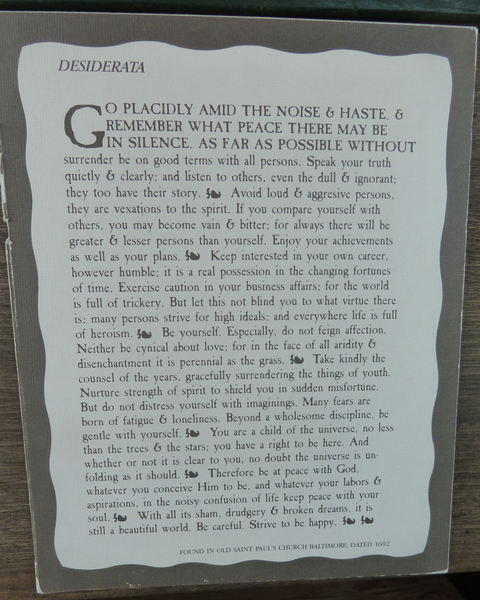 DESIDERATA
GO PLACIDLY AMID THE NOISE & HASTE, &
REMEMBER WHAT PEACE THERE MAY BE
IN SILENCE. AS FAR AS POSSIBLE WITHOUT
surrender be on good terms with all persons. Speak your truth
quietly & clearly; and listen to others, even the dull & ignorant;
they too have their story. Avoid loud & aggresive persons,
they are vexations to the spirit. If you compare yourself with
others, you may become vain & bitter; for always there will be
greater & lesser persons than yourself. Enjoy your achievements
as well as your plans. Keep interested in your own career,
however humble; it is a real possession in the changing fortunes
of time. Exercise caution in your business affairs; for the world
is full of trickery. But let this not blind you to what virtue there
is; many persons strive for high ideals; and everywhere life is full
of heroism. Be yourself. Especially, do not feign affection.
Neither be cynical about love; for in the face of all aridity &
disenchantment it is perennial as the grass. Take kindly the
counsel of the years, gracefully surrendering the things of youth.
Nurture strength of spirit to shield you in sudden misfortune.
But do not distress yourself with imaginings. Many fears are
born of fatigue & loneliness. Beyond a wholesome discipline, be
gentle with yourself. You are a child of the universe, no less
than the trees & the stars; you have a right to be here. And
whether or not it is clear to you, no doubt the universe is un-
folding as it should. Therefore be at peace with God,
whatever you conceive Him to be, and whatever your labors &
aspirations, in the noisy confusion of life keep peace with your
soul. With all its sham, drudgery & broken dreams, it is
still a beautiful world. Be careful. Strive to be happy.
FOUND IN OLD SAINT PAUL'S CHURCH BALTIMORE; DATED 1692